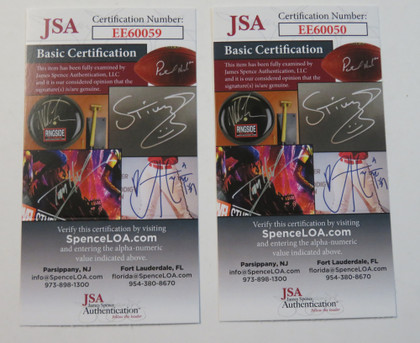 JSA
Certification Number:
EE60059
Basic Certification
This item has been fully examined by
James Spence Authentication, LLC
and it is our considered opinion that the
signature(s) is/are genuine.
RINGSIDE
Verify this certification by visiting
SpenceLOA.com
and entering the alpha-numeric
value indicated above.
Parsippany, NJ
info@SpenceLOA.com
973-898-1300
Fort Lauderdale, FL
florida@SpenceLOA.com
954-380-8670
JSA
James Spence
Authentication
JSA
Certification Number:
EE60050
Basic Certification
This item has been fully examined by
James Spence Authentication, LLC
and it is our considered opinion that the
signature(s) is/are genuine.
RINGSIDE
Verify this certification by visiting
SpenceLOA.com
and entering the alpha-numeric
value indicated above.
Parsippany, NJ
info@SpenceLOA.com
973-898-1300
Fort Lauderdale, FL
florida@SpenceLOA.com
954-380-8670
JSA
James Spence
Authentication